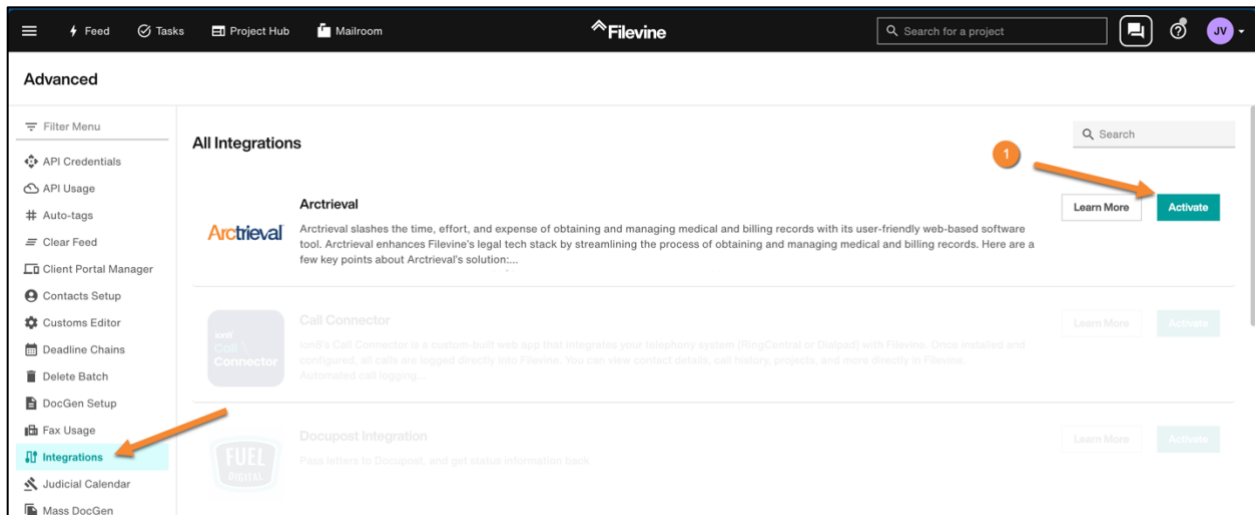 Feed
Tasks
Project Hub
Mailroom
Filevine
Search for a project
JV
Advanced
Filter Menu
API Credentials
API Usage
Auto-tags
Clear Feed
Client Portal Manager
Contacts Setup
Customs Editor
Deadline Chains
Delete Batch
DocGen Setup
Fax Usage
Integrations
Judicial Calendar
Mass DocGen
All Integrations
Search
1
Arctrieval
Arctrieval
Learn More
Activate
Arctrieval slashes the time, effort, and expense of obtaining and managing medical and billing records with its user-friendly web-based software
tool. Arctrieval enhances Filevine's legal tech stack by streamlining the process of obtaining and managing medical and billing records. Here are a
few key points about Arctrieval's solution:...
Call
Connector
Call Connector
Learn More
Activate
ion8's Call Connector is a custom-built web app that integrates your telephony system (RingCentral or Dialpad) with Filevine. Once installed and
configured, all calls are logged directly into Filevine. You can view contact details, call history, projects, and more directly in Filevine.
Automated call logging...
FUEL
DIGITAL
Docupost Integration
Learn More
Activate
Pass letters to Docupost, and get status information back